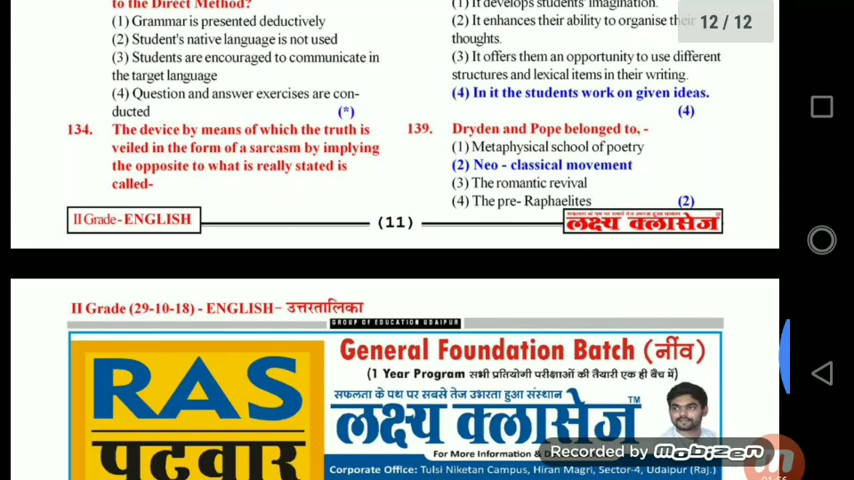 to the Direct Method?
(1) Grammar is presented deductively
(2) Student's native language is not used
(3) Students are encouraged to communicate in
the target language
(4) Question and answer exercises are con-
ducted (*)
134. The device by means of which the truth is
veiled in the form of a sarcasm by implying
the opposite to what is really stated is
called-
(1) It develops students' imagination.
(2) It enhances their ability to organise their
thoughts.
(3) It offers them an opportunity to use different
structures and lexical items in their writing.
(4) In it the students work on given ideas.
(4)
139. Dryden and Pope belonged to, -
(1) Metaphysical school of poetry
(2) Neo - classical movement
(3) The romantic revival
(4) The pre- Raphaelites (2)
12 / 12
II Grade- ENGLISH
(11)
सफलता के पथ पर सबसे तेज उभरता हुआ संस्थान
लक्ष्य क्लासेज
II Grade (29-10-18) - ENGLISH- उत्तरतालिका
GROUP OF EDUCATION UDAIPUR
RAS
पटवार
General Foundation Batch (नींव)
(1 Year Program सभी प्रतियोगी परीक्षाओं की तैयारी एक ही बैच में)
सफलता के पथ पर सबसे तेज उभरता हुआ संस्थान
लक्ष्य क्लासेज TM
For More Information &
Corporate Office: Tulsi Niketan Campus, Hiran Magri, Sector-4, Udaipur (Raj.)
Recorded by mobizen